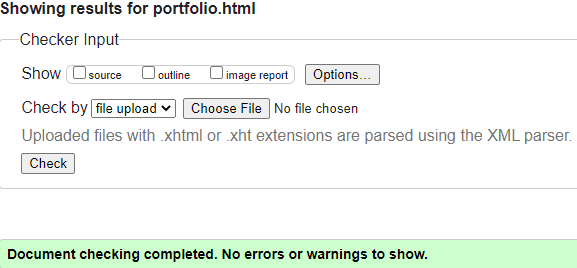 Showing results for portfolio.html
Checker Input
Show source outline image report Options...
Check by file upload Choose File No file chosen
Uploaded files with .xhtml or .xht extensions are parsed using the XML parser.
Check
Document checking completed. No errors or warnings to show.